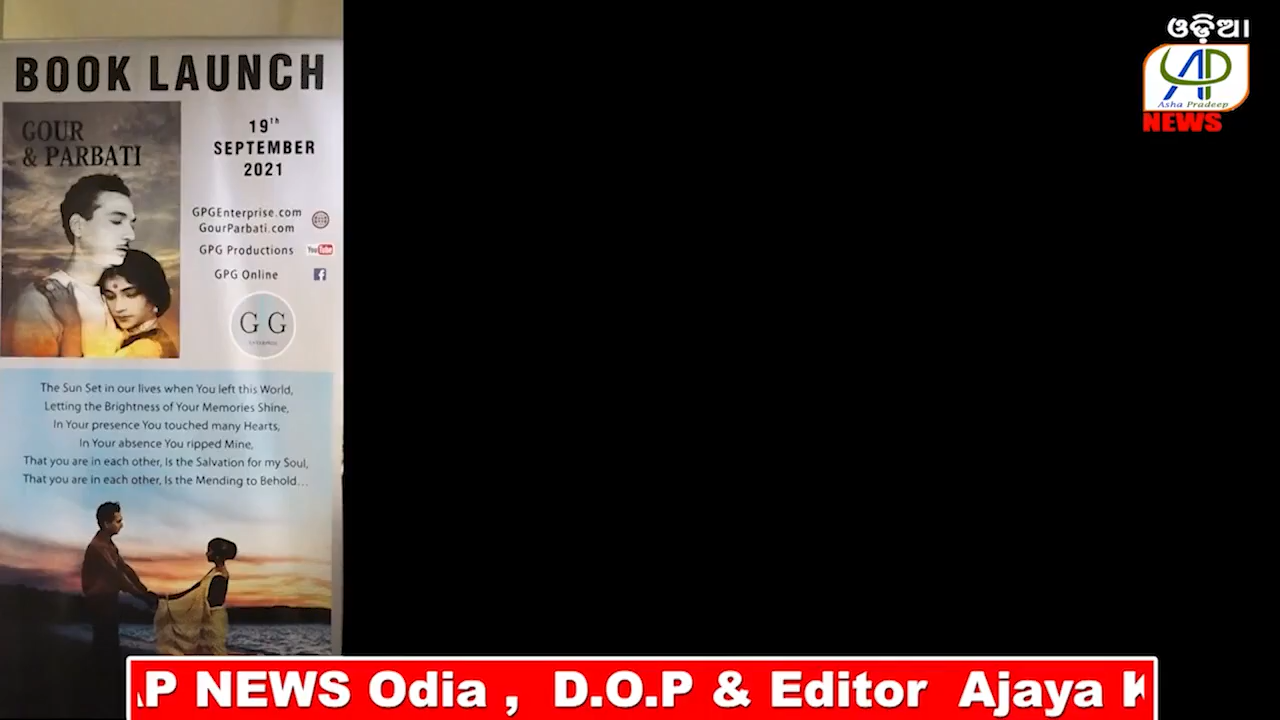 BOOK LAUNCH
GOUR
& PARBATI
19th
SEPTEMBER
2021
GPGEnterprise.com
GourParbati.com
GPG Productions
YouTube
GPG Online
f
G G
The Sun Set in our lives when You left this World,
Letting the Brightness of Your Memories Shine,
In Your presence You touched many Hearts,
In Your absence You ripped Mine,
That you are in each other, Is the Salvation for my Soul,
That you are in each other, Is the Mending to Behold...
ଓଡ଼ିଆ
AP
Asha Pradeep
NEWS
AP NEWS Odia , D.O.P & Editor Ajaya K